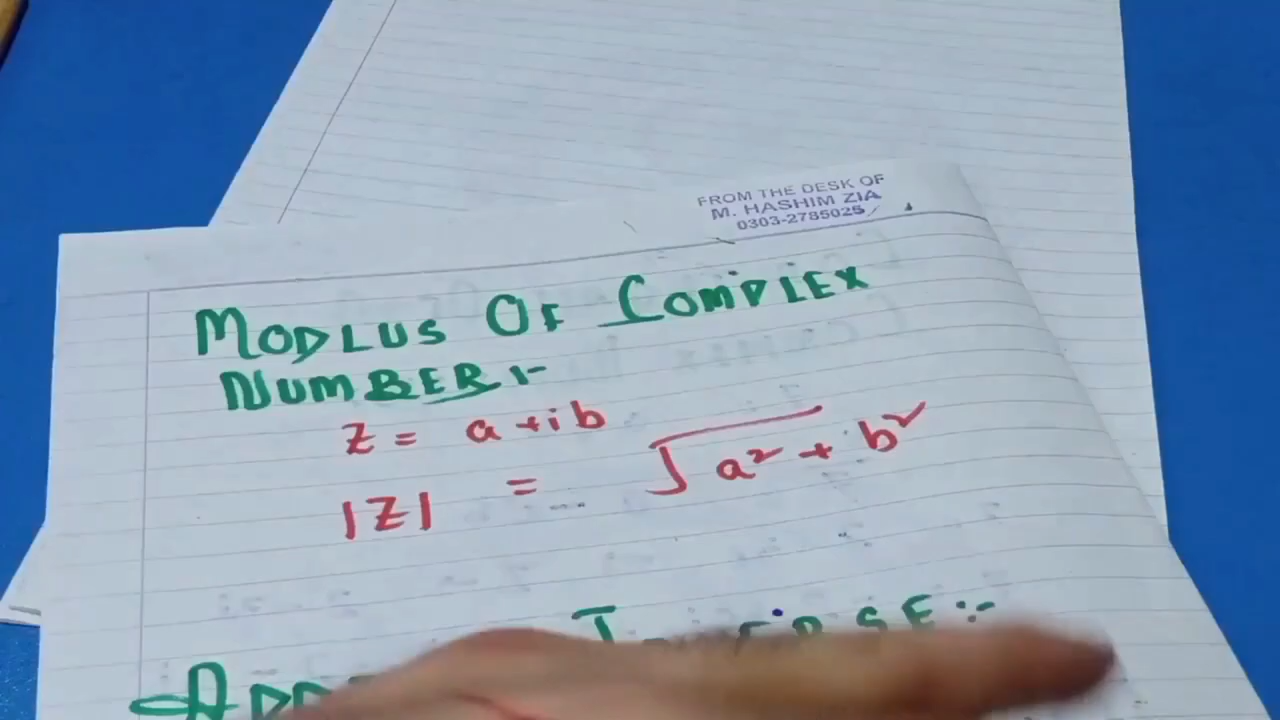 FROM THE DESK OF
M. HASHIM ZIA
0303-2785025
MODLUS OF COMPLEX
NUMBER:-
z = a+ib
|Z| = √a²+b²